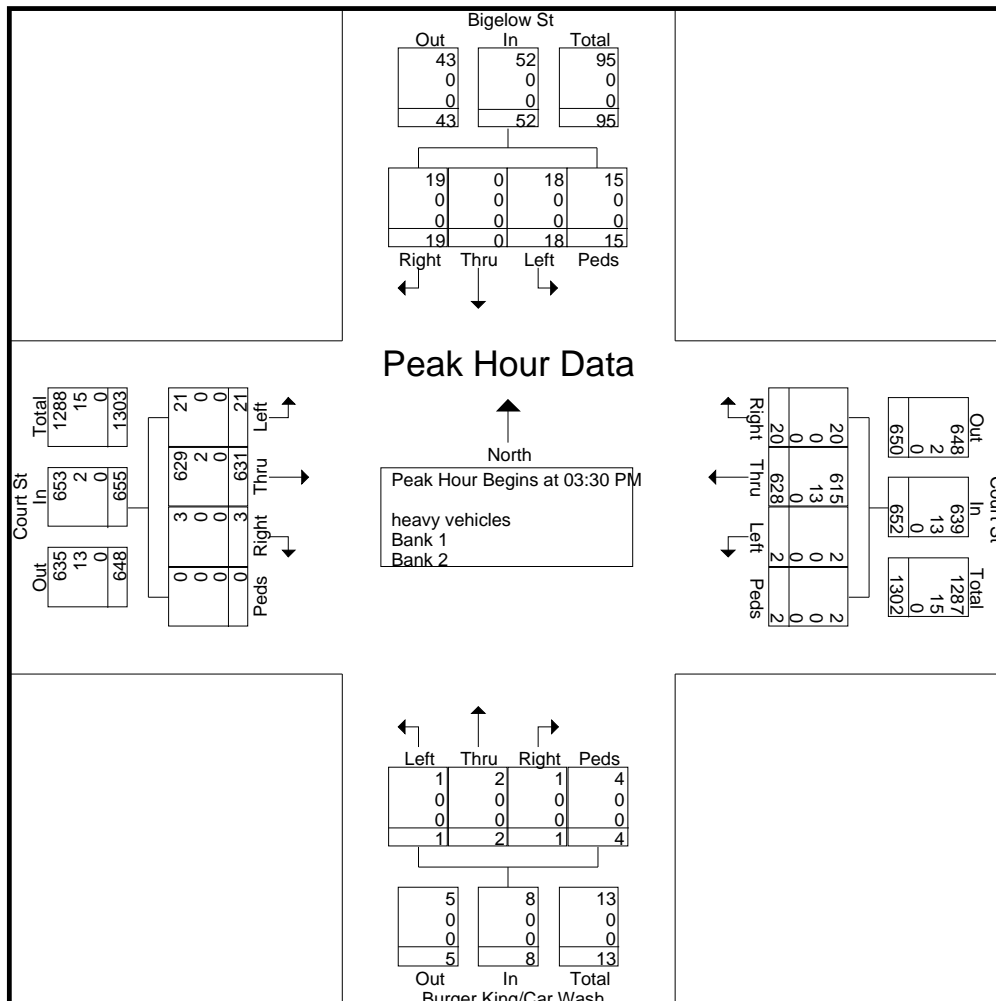 Bigelow St
Out In Total
43 52 95
0 0 0
0 0 0
43 52 95
19 0 18 15
0 0 0 0
0 0 0 0
19 0 18 15
Right Thru Left Peds
Peak Hour Data
North
Peak Hour Begins at 03:30 PM
heavy vehicles
Bank 1
Bank 2
Court St
Out In Total
635 653 1288
13 2 15
0 0 0
648 655 1303
Peds Right Thru Left
0 3 629 21
0 0 2 0
0 0 0 0
0 3 631 21
Court St
Out In Total
648 639 1287
2 13 15
0 0 0
650 652 1302
20 615 2 2
0 13 0 0
0 0 0 0
20 628 2 2
Right Thru Left Peds
Left Thru Right Peds
1 2 1 4
0 0 0 0
0 0 0 0
1 2 1 4
5 8 13
0 0 0
0 0 0
5 8 13
Out In Total
Burger King/Car Wash